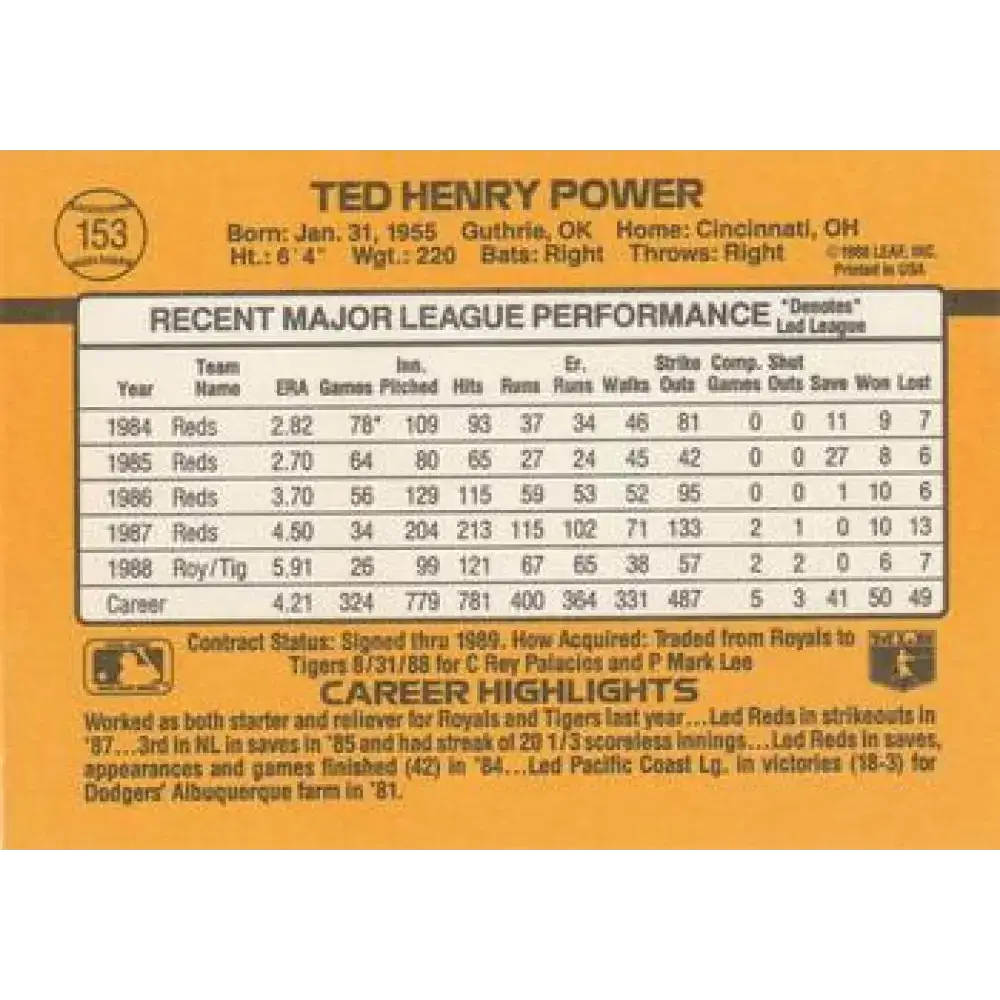 TED HENRY POWER
153
Born: Jan. 31, 1955 Guthrie, OK Home: Cincinnati, OH
Ht.: 6'4" Wgt.: 220 Bats: Right Throws: Right
©1988 LEAF, INC.
Printed in USA
RECENT MAJOR LEAGUE PERFORMANCE "Denotes" Led League
Year Team Name ERA Games Inn. Pitched Hits Runs Er. Runs Walks Strike Outs Comp. Games Shut Outs Save Won Lost
1984 Reds 2.82 78* 109 93 37 34 46 81 0 0 11 9 7
1985 Reds 2.70 64 80 65 27 24 45 42 0 0 27 8 6
1986 Reds 3.70 56 129 115 59 53 52 95 0 0 1 10 6
1987 Reds 4.50 34 204 213 115 102 71 133 2 1 0 10 13
1988 Roy/Tig 5.91 26 99 121 67 65 38 57 2 2 0 6 7
Career 4.21 324 779 781 400 364 331 487 5 3 41 50 49
Contract Status: Signed thru 1989. How Acquired: Traded from Royals to
Tigers 8/31/88 for C Rey Palacios and P Mark Lee
CAREER HIGHLIGHTS
Worked as both starter and reliever for Royals and Tigers last year...Led Reds in strikeouts in
'87...3rd in NL in saves in '85 and had streak of 20 1/3 scoreless innings...Led Reds in saves,
appearances and games finished (42) in '84...Led Pacific Coast Lg. in victories (18-3) for
Dodgers' Albuquerque farm in '81.